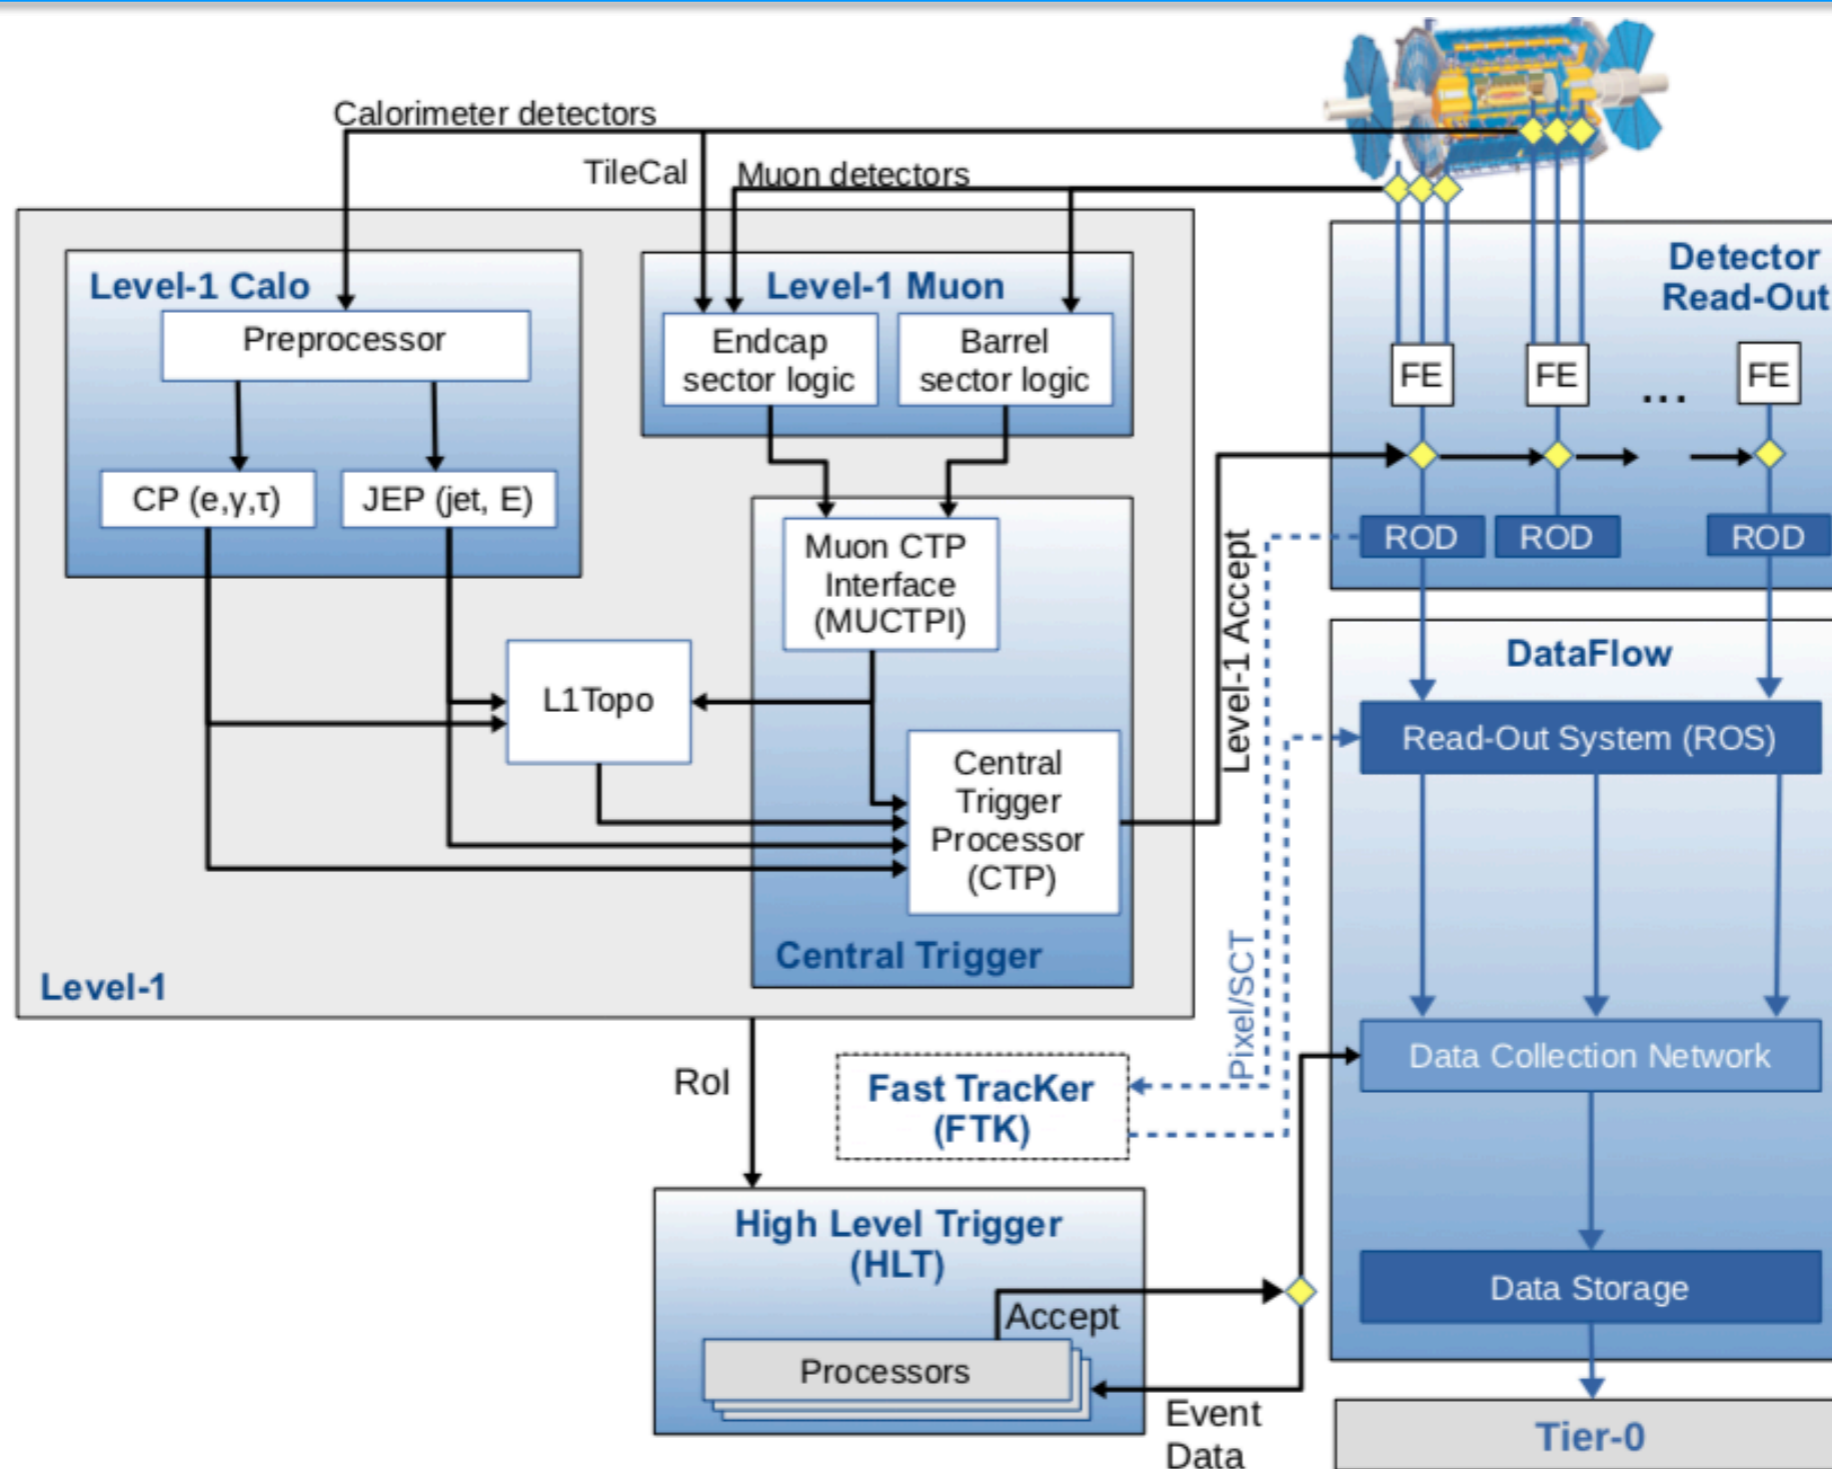 Calorimeter detectors
TileCal
Muon detectors
Level-1 Calo
Preprocessor
CP (e,γ,τ)
JEP (jet, E)
Level-1 Muon
Endcap
sector logic
Barrel
sector logic
Muon CTP
Interface
(MUCTPI)
L1Topo
Central
Trigger
Processor
(CTP)
Central Trigger
Level-1
Level-1 Accept
Detector
Read-Out
FE
FE
...
FE
ROD
ROD
ROD
DataFlow
Read-Out System (ROS)
Pixel/SCT
Data Collection Network
RoI
Fast TracKer
(FTK)
High Level Trigger
(HLT)
Accept
Processors
Event
Data
Data Storage
Tier-0